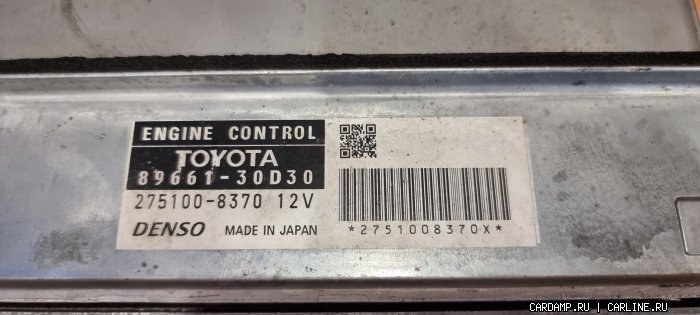 ENGINE CONTROL
TOYOTA
89661-30D30
275100-8370 12V
DENSO MADE IN JAPAN
*2751008370X*
CARDAMP.RU | CARLINE.RU